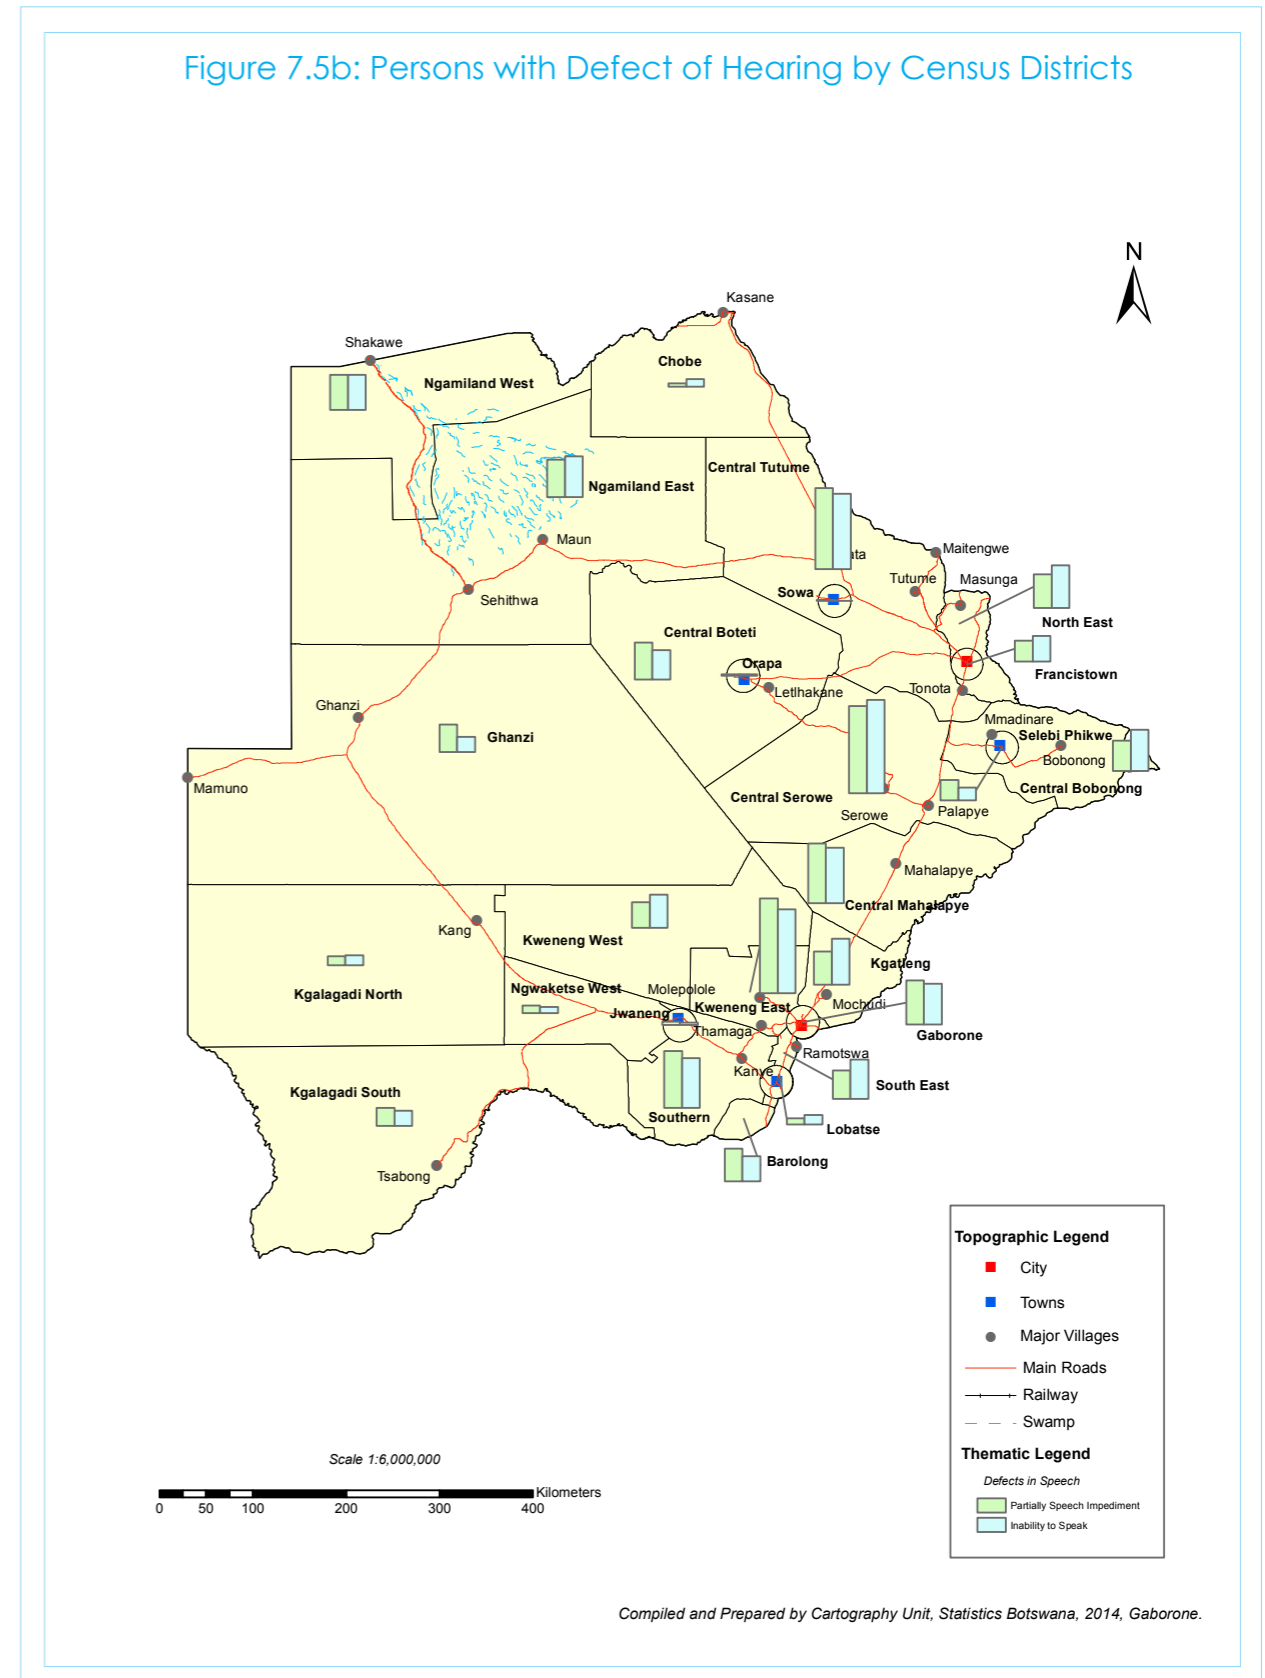 Figure 7.5b: Persons with Defect of Hearing by Census Districts
N
Kasane
Shakawe
Chobe
Ngamiland West
Central Tutume
Ngamiland East
Maun
ata
Maitengwe
Tutume
Masunga
Sehithwa
Sowa
North East
Central Boteti
Orapa
Francistown
Letlhakane
Tonota
Ghanzi
Mmadinare
Ghanzi
Selebi Phikwe
Bobonong
Mamuno
Central Serowe
Central Bobonong
Serowe
Palapye
Mahalapye
Central Mahalapye
Kang
Kweneng West
Kgatleng
Kgalagadi North
Ngwaketse West
Molepolole
Kweneng East
Mochudi
Jwaneng
Thamaga
Gaborone
Ramotswa
Kanye
South East
Kgalagadi South
Southern
Lobatse
Barolong
Tsabong
Topographic Legend
City
Towns
Major Villages
Main Roads
Railway
Swamp
Thematic Legend
Defects in Speech
Partially Speech Impediment
Inability to Speak
Scale 1:6,000,000
Kilometers
0 50 100 200 300 400
Compiled and Prepared by Cartography Unit, Statistics Botswana, 2014, Gaborone.